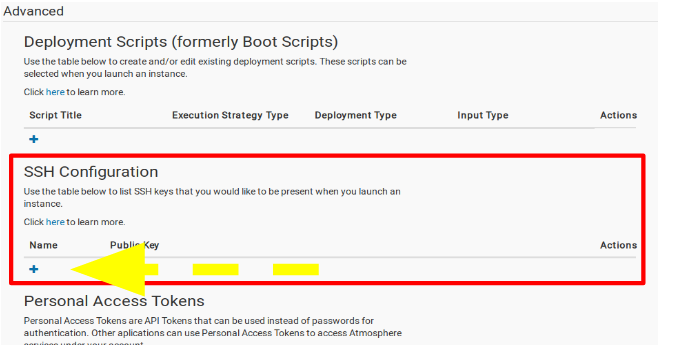 Advanced
Deployment Scripts (formerly Boot Scripts)
Use the table below to create and/or edit existing deployment scripts. These scripts can be
selected when you launch an instance.
Click here to learn more.
Script Title Execution Strategy Type Deployment Type Input Type Actions
+
SSH Configuration
Use the table below to list SSH keys that you would like to be present when you launch an
instance.
Click here to learn more.
Name Public Key Actions
+
Personal Access Tokens
Personal Access Tokens are API Tokens that can be used instead of passwords for
authentication. Other aplications can use Personal Access Tokens to access Atmosphere
services under your account.